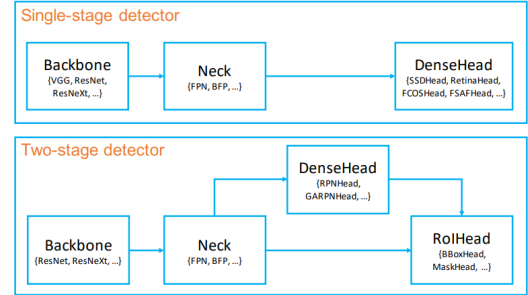 Single-stage detector
Backbone
{VGG, ResNet,
ResNeXt, ...}
Neck
{FPN, BFP, ...}
DenseHead
{SSDHead, RetinaHead,
FCOSHead, FSAFHead, ...}
Two-stage detector
DenseHead
{RPNHead,
GARPNHead, ...}
Backbone
{ResNet, ResNeXt, ...}
Neck
{FPN, BFP, ...}
RoIHead
{BBoxHead,
MaskHead, ...}